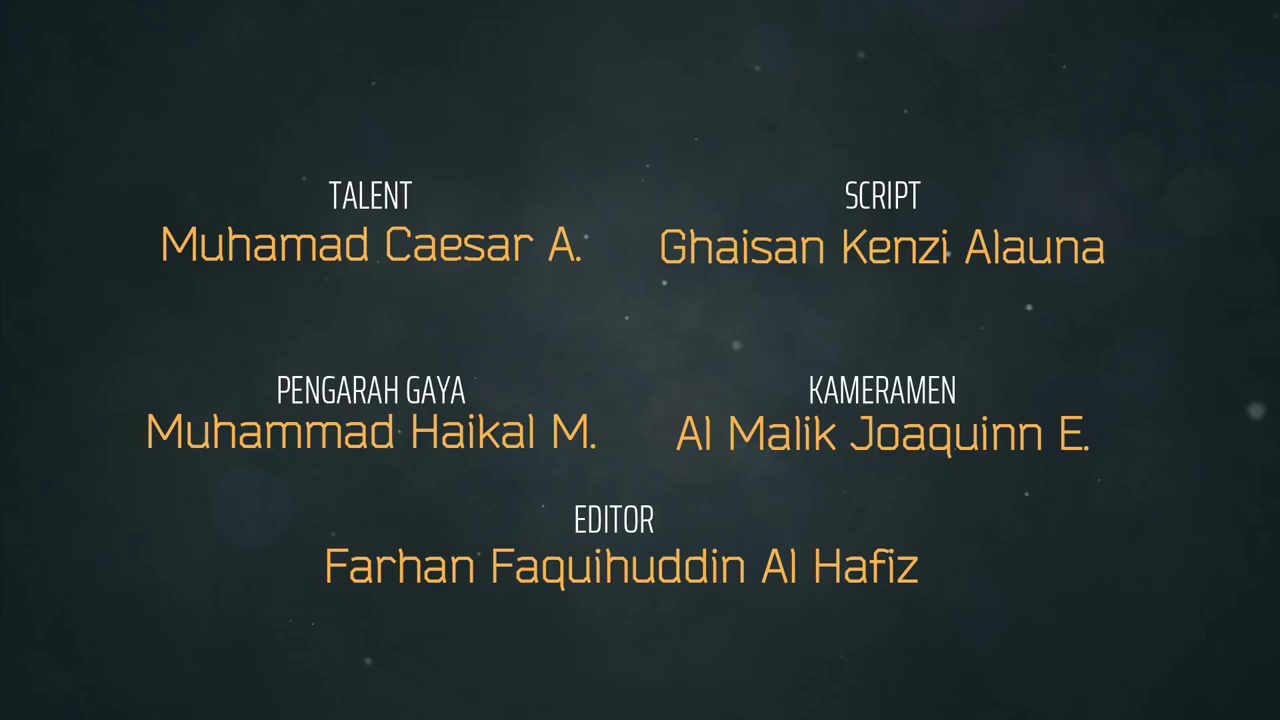 TALENT
Muhamad Caesar A.
SCRIPT
Ghaisan Kenzi Alauna
PENGARAH GAYA
Muhammad Haikal M.
KAMERAMEN
Al Malik Joaquinn E.
EDITOR
Farhan Faquihuddin Al Hafiz